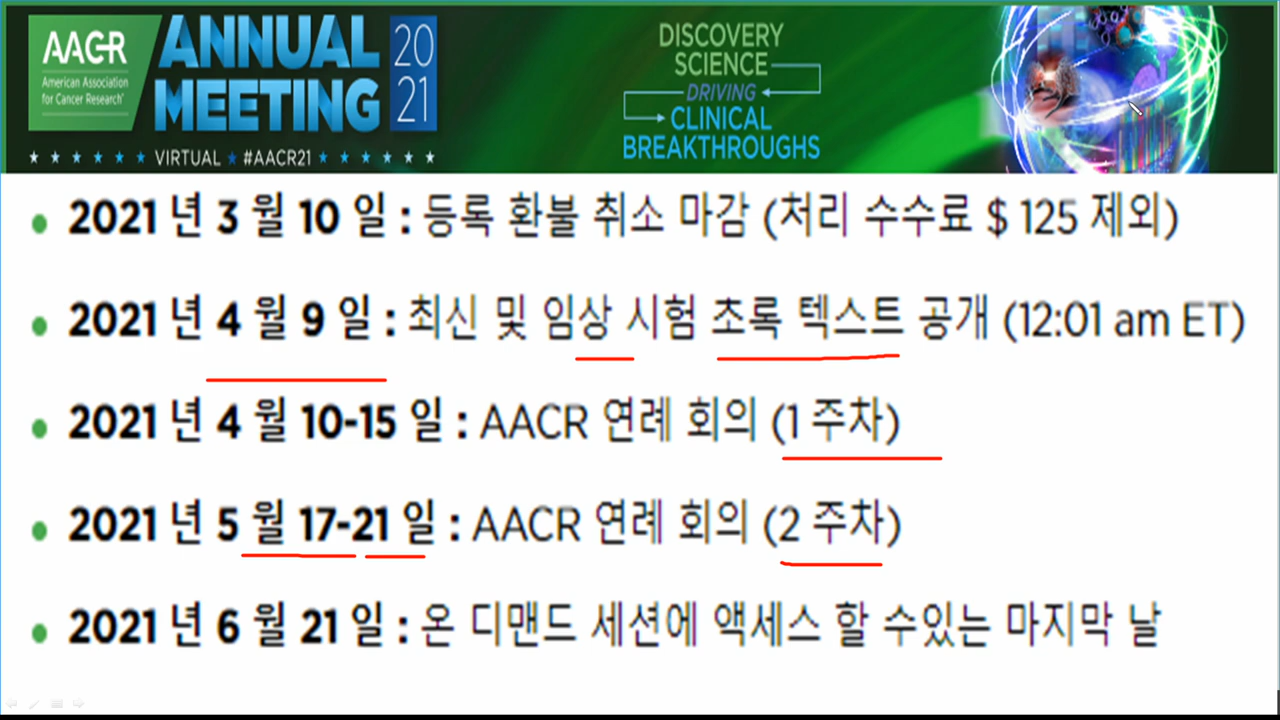 AACR
American Association
for Cancer Research
ANNUAL
MEETING
20
21
VIRTUAL #AACR21
DISCOVERY
SCIENCE
DRIVING
CLINICAL
BREAKTHROUGHS
2021 년 3 월 10 일 : 등록 환불 취소 마감 (처리 수수료 $ 125 제외)
2021 년 4 월 9 일 : 최신 및 임상 시험 초록 텍스트 공개 (12:01 am ET)
2021 년 4 월 10-15 일 : AACR 연례 회의 (1 주차)
2021 년 5 월 17-21 일 : AACR 연례 회의 (2 주차)
2021 년 6 월 21 일 : 온 디맨드 세션에 액세스 할 수있는 마지막 날